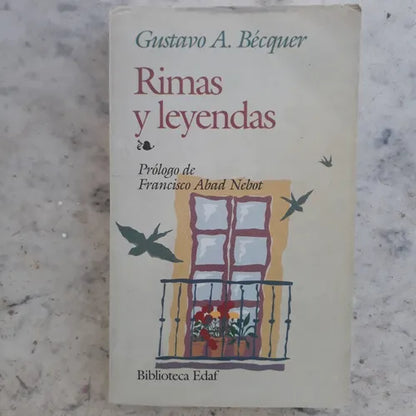 Gustavo A. Bécquer
Rimas
y leyendas
Prólogo de
Francisco Abad Nebot
Biblioteca Edaf